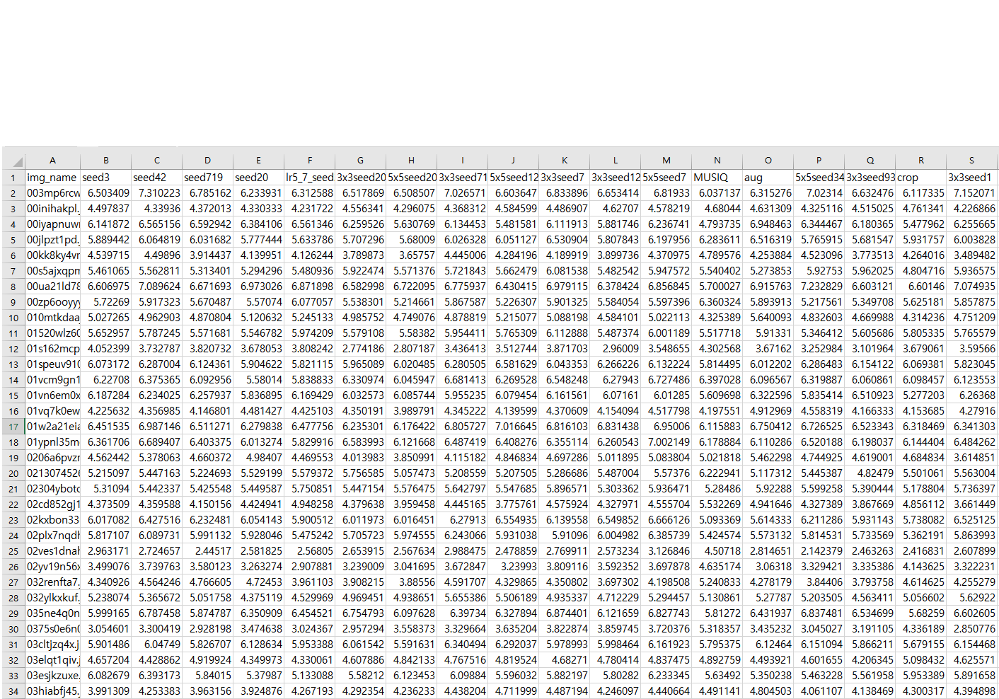 A B C D E F G H I J K L M N O P Q R S
1 img_name seed3 seed42 seed719 seed20 lr5_7_seed 3x3seed20 5x5seed20 3x3seed71 5x5seed12 3x3seed7 3x3seed12 5x5seed7 MUSIQ aug 5x5seed34 3x3seed93 crop 3x3seed1
2 003mp6rcw 6.503409 7.310223 6.785162 6.233931 6.312588 6.517869 6.508507 7.026571 6.603647 6.833896 6.653414 6.81933 6.037137 6.315276 7.02314 6.632476 6.117335 7.152071
3 00inihakpl. 4.497837 4.33936 4.372013 4.330333 4.231722 4.556341 4.296075 4.368312 4.584599 4.486907 4.62707 4.578219 4.68044 4.631309 4.325116 4.515025 4.761341 4.226866
4 00iyapnuwr 6.141872 6.565156 6.592942 6.384106 6.561346 6.259526 5.630769 6.134453 5.481581 6.111913 5.881746 6.236741 4.793735 6.948463 6.344467 6.180365 5.477962 6.255665
5 00jlpzt1pd. 5.889442 6.064819 6.031682 5.777444 5.633786 5.707296 5.68009 6.026328 6.051127 6.530904 5.807843 6.197956 6.283611 6.516319 5.765915 5.681547 5.931757 6.003828
6 00kk8ky4vr 4.539715 4.49896 3.914437 4.139951 4.126244 3.789873 3.65757 4.445006 4.284196 4.189919 3.899736 4.370975 4.789576 4.253884 4.523096 3.773513 4.264016 3.489482
7 00s5ajxqpm 5.461065 5.562811 5.313401 5.294296 5.480936 5.922474 5.571376 5.721843 5.662479 6.081538 5.482542 5.947572 5.540402 5.273853 5.92753 5.962025 4.804716 5.936575
8 00ua21ld78 6.606975 7.089624 6.671693 6.973026 6.871898 6.582998 6.722095 6.775937 6.430415 6.979115 6.378424 6.856845 5.700027 6.915763 7.232829 6.603121 6.60146 7.074935
9 00zp6ooyyy 5.72269 5.917323 5.670487 5.57074 6.077057 5.538301 5.214661 5.867587 5.226307 5.901325 5.584054 5.597396 6.360324 5.893913 5.217561 5.349708 5.625181 5.857875
10 010mtkdaa 5.027265 4.962903 4.870804 5.120632 5.245133 4.985752 4.749076 4.878819 5.215077 5.088198 4.584101 5.022113 4.325389 5.640093 4.832603 4.669988 4.314236 4.751209
11 01520wlz60 5.652957 5.787245 5.571681 5.546782 5.974209 5.579108 5.58382 5.954411 5.765309 6.112888 5.487374 6.001189 5.517718 5.91331 5.346412 5.605686 5.805335 5.765579
12 01s162mcp 4.052399 3.732787 3.820732 3.678053 3.808242 2.774186 2.807187 3.436413 3.512744 3.871703 2.96009 3.548655 4.302568 3.67162 3.252984 3.101964 3.679061 3.59566
13 01speuv910 6.073172 6.287004 6.124361 5.904622 5.821115 5.965089 6.020485 6.280505 6.581629 6.043353 6.266226 6.132224 5.814495 6.012202 6.286483 6.154122 6.069381 5.823045
14 01vcm9gn1 6.22708 6.375365 6.092956 5.58014 5.838833 6.330974 6.045947 6.681413 6.269528 6.548248 6.27943 6.727486 6.397028 6.096567 6.319887 6.060861 6.098457 6.123553
15 01vn6em0x 6.187284 6.234025 6.257937 5.836895 6.169429 6.032573 6.085744 5.955235 6.079454 6.161561 6.07161 6.01285 5.609698 6.322596 5.835414 6.510923 5.277203 6.26368
16 01vq7k0ew 4.225632 4.356985 4.146801 4.481427 4.425103 4.350191 3.989791 4.345222 4.139599 4.370609 4.154094 4.517798 4.197551 4.912969 4.558319 4.166333 4.153685 4.27916
17 01w2a21eia 6.451535 6.987146 6.511271 6.279838 6.477756 6.235301 6.176422 6.805727 7.016645 6.816103 6.831438 6.95006 6.115883 6.750412 6.726525 6.523343 6.318469 6.341303
18 01ypnl35m 6.361706 6.689407 6.403375 6.013274 5.829916 6.583993 6.121668 6.487419 6.408276 6.355114 6.260543 7.002149 6.178884 6.110286 6.520188 6.198037 6.144404 6.484262
19 0206a6pvzr 4.562442 5.378063 4.660372 4.98407 4.469553 4.013983 3.850991 4.115182 4.846834 4.697286 5.011895 5.083804 5.021818 5.462298 4.744925 4.619001 4.684834 3.614851
20 0213074526 5.215097 5.447163 5.224693 5.529199 5.579372 5.756585 5.057473 5.208559 5.207505 5.286686 5.487004 5.57376 6.222941 5.117312 5.445387 4.82479 5.501061 5.563004
21 02304yboto 5.31094 5.442337 5.425548 5.449587 5.750851 5.447154 5.576475 5.642797 5.547685 5.896571 5.303362 5.936471 5.28486 5.92288 5.599258 5.390444 5.178804 5.736397
22 02cd852gj1 4.373509 4.359588 4.150156 4.424941 4.948258 4.379638 3.959458 4.445165 3.775761 4.575924 4.327971 4.555704 5.532269 4.941646 4.327389 3.867669 4.856112 3.661449
23 02kxbon33 6.017082 6.427516 6.232481 6.054143 5.900512 6.011973 6.016451 6.27913 6.554935 6.139558 6.549852 6.666126 5.093369 5.614333 6.211286 5.931143 5.738082 6.525125
24 02plx7nqdh 5.817107 6.089731 5.991132 5.928046 5.475242 5.705723 5.974555 6.243066 5.931038 5.91096 6.004982 6.385739 5.424574 5.573132 5.814531 5.733569 5.362191 5.863993
25 02ves1dnah 2.963171 2.724657 2.44517 2.581825 2.56805 2.653915 2.567634 2.988475 2.478859 2.769911 2.573234 3.126846 4.50718 2.814651 2.142379 2.463263 2.416831 2.607899
26 02yv19n56x 3.499076 3.739763 3.580123 3.263274 2.907881 3.239009 3.041695 3.672847 3.23993 3.809116 3.592352 3.697878 4.635174 3.06318 3.329421 3.335386 4.143625 3.322231
27 032renfta7. 4.340926 4.564246 4.766605 4.72453 3.961103 3.908215 3.88556 4.591707 4.329865 4.350802 3.697302 4.198508 5.240833 4.278179 3.84406 3.793758 4.614625 4.255279
28 032ylkxkuf. 5.238074 5.365672 5.051758 4.375119 4.529969 4.969451 4.938651 5.655386 5.506189 4.935337 4.712229 5.294457 5.130861 5.27787 5.203505 4.563411 5.056602 5.62922
29 035ne4q0n 5.999165 6.787458 5.874787 6.350909 6.454521 6.754793 6.097628 6.39734 6.327894 6.874401 6.121659 6.827743 5.81272 6.431937 6.837481 6.534699 5.68259 6.602605
30 0375s0e6n0 3.054601 3.300419 2.928198 3.474638 3.024367 2.957294 3.558373 3.329664 3.635204 3.822874 3.859745 3.720376 5.318357 3.435232 3.045027 3.191105 4.336189 2.850776
31 03cltjzq4x.j 5.901486 6.04749 5.826707 6.128634 5.953388 6.061542 5.591631 6.340494 6.292037 5.978993 5.998464 6.161923 5.795375 6.12464 6.151094 5.866211 5.679155 6.154468
32 03elqt1qiv.j 4.657204 4.428862 4.919924 4.349973 4.330061 4.607886 4.842133 4.767516 4.819524 4.68271 4.780414 4.837475 4.892759 4.493921 4.601655 4.206345 5.098432 4.625571
33 03esjkzuxe. 6.082679 6.393173 5.84015 5.37987 5.133088 5.58212 6.123453 6.09884 5.596032 5.882197 5.80282 6.233345 5.63492 5.350238 5.463228 5.561958 5.953389 5.891658
34 03hiabfj45. 3.991309 4.253383 3.963156 3.924876 4.267193 4.292354 4.236233 4.438204 4.711999 4.487194 4.246097 4.440664 4.491141 4.804503 4.061107 4.138469 4.300317 4.394898